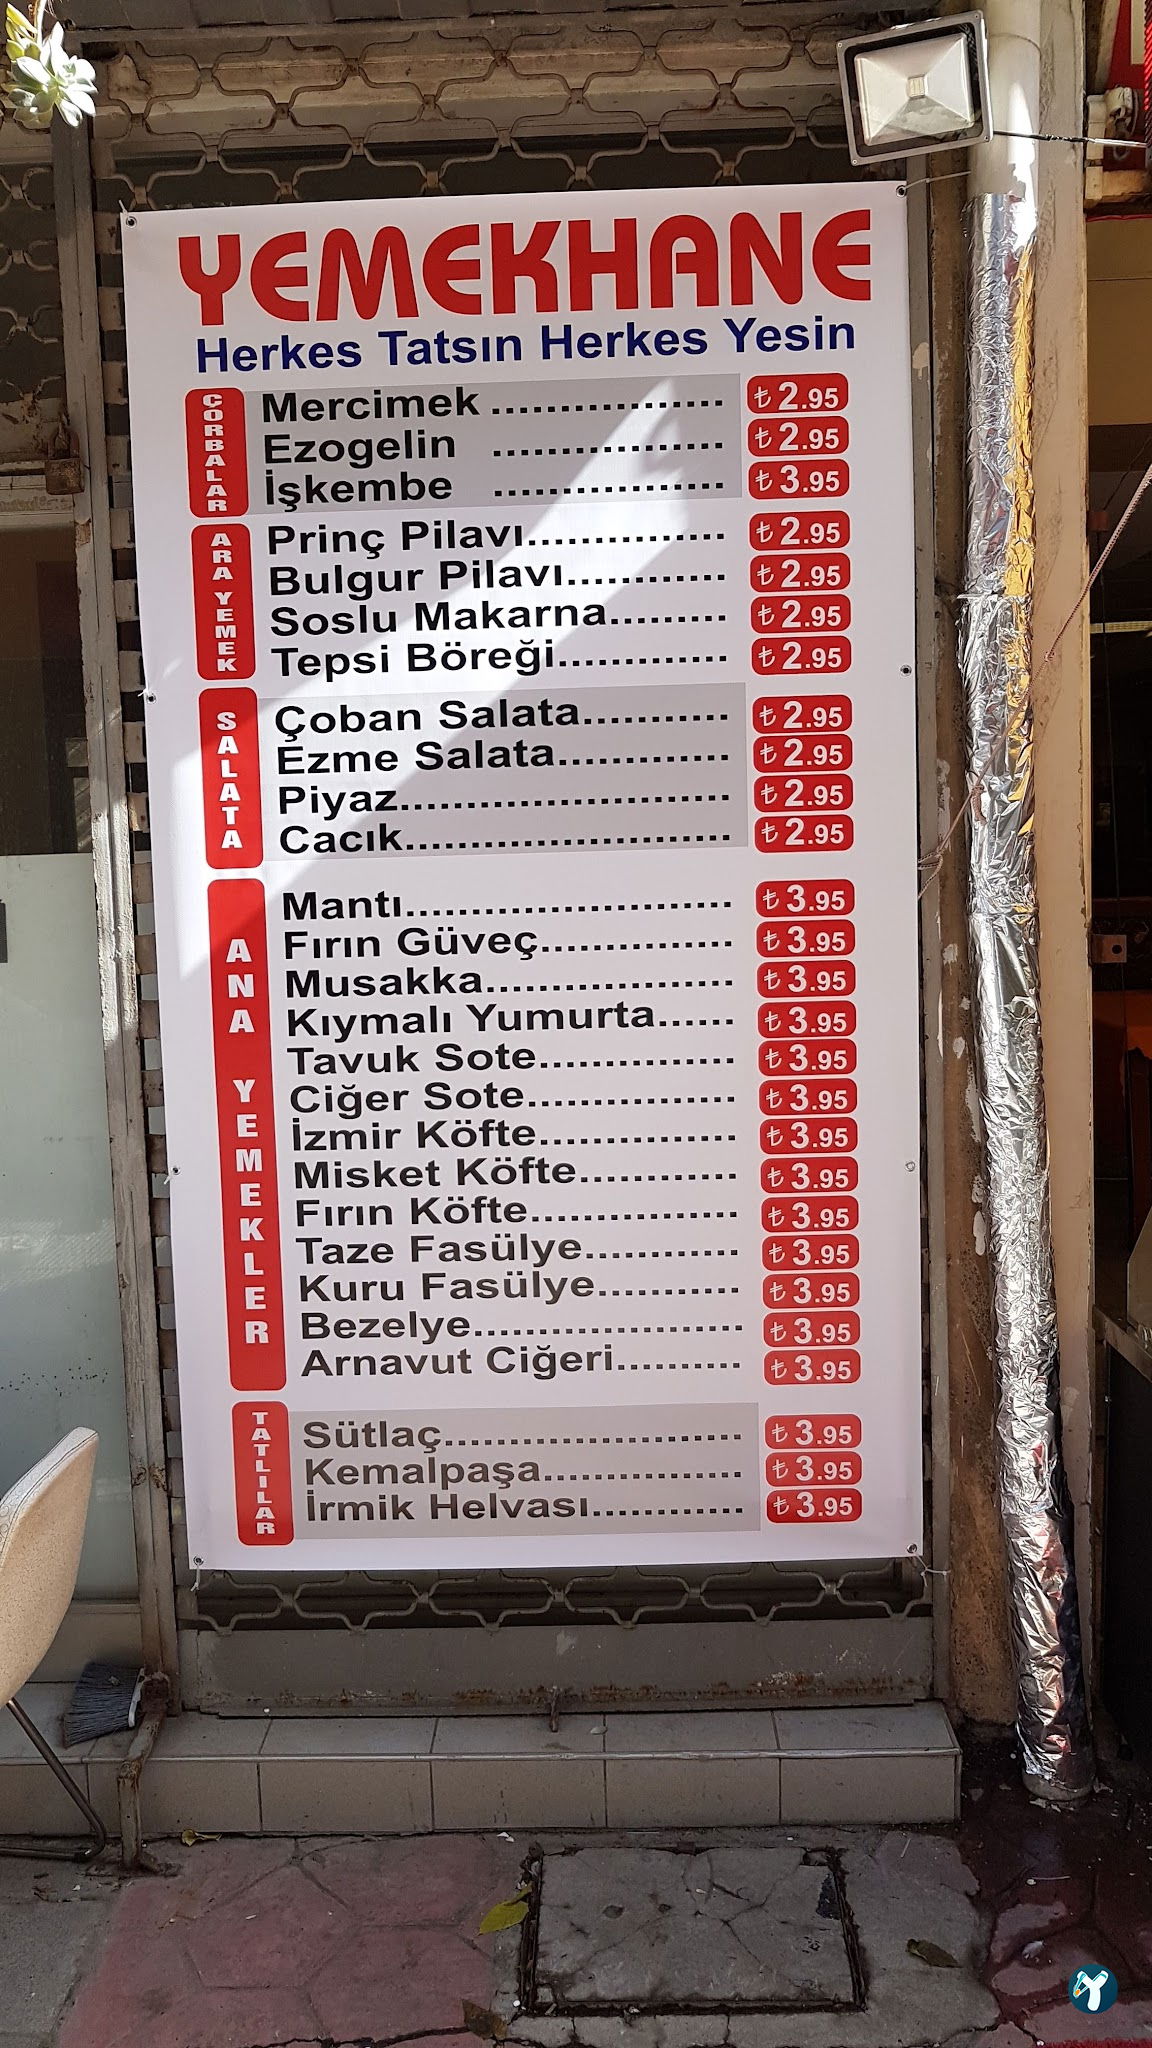 YEMEKHANE
Herkes Tatsın Herkes Yesin
ÇORBALAR
Mercimek ................. ₺ 2.95
Ezogelin ................. ₺ 2.95
İşkembe ................. ₺ 3.95
ARA YEMEK
Prinç Pilavı............... ₺ 2.95
Bulgur Pilavı............ ₺ 2.95
Soslu Makarna......... ₺ 2.95
Tepsi Böreği............. ₺ 2.95
SALATA
Çoban Salata........... ₺ 2.95
Ezme Salata............. ₺ 2.95
Piyaz......................... ₺ 2.95
Cacık......................... ₺ 2.95
ANA YEMEKLER
Mantı......................... ₺ 3.95
Fırın Güveç............... ₺ 3.95
Musakka................... ₺ 3.95
Kıymalı Yumurta...... ₺ 3.95
Tavuk Sote............... ₺ 3.95
Ciğer Sote................ ₺ 3.95
İzmir Köfte............... ₺ 3.95
Misket Köfte............ ₺ 3.95
Fırın Köfte................ ₺ 3.95
Taze Fasülye............ ₺ 3.95
Kuru Fasülye........... ₺ 3.95
Bezelye..................... ₺ 3.95
Arnavut Ciğeri.......... ₺ 3.95
TATLILAR
Sütlaç....................... ₺ 3.95
Kemalpaşa................ ₺ 3.95
İrmik Helvası............ ₺ 3.95